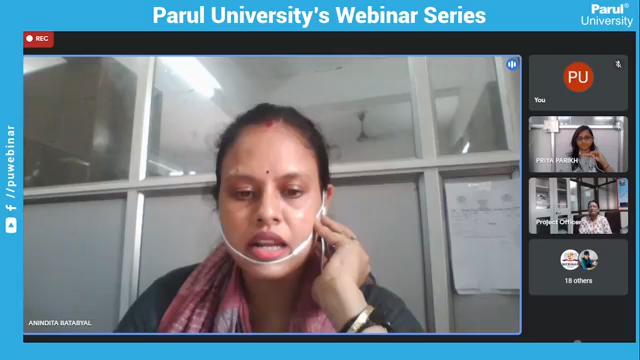 Parul University's Webinar Series
Parul®
University
REC
PU
You
PRIYA PARIKH
Project Officer
18 others
//puwebinar
ANINDITA BATABYAL